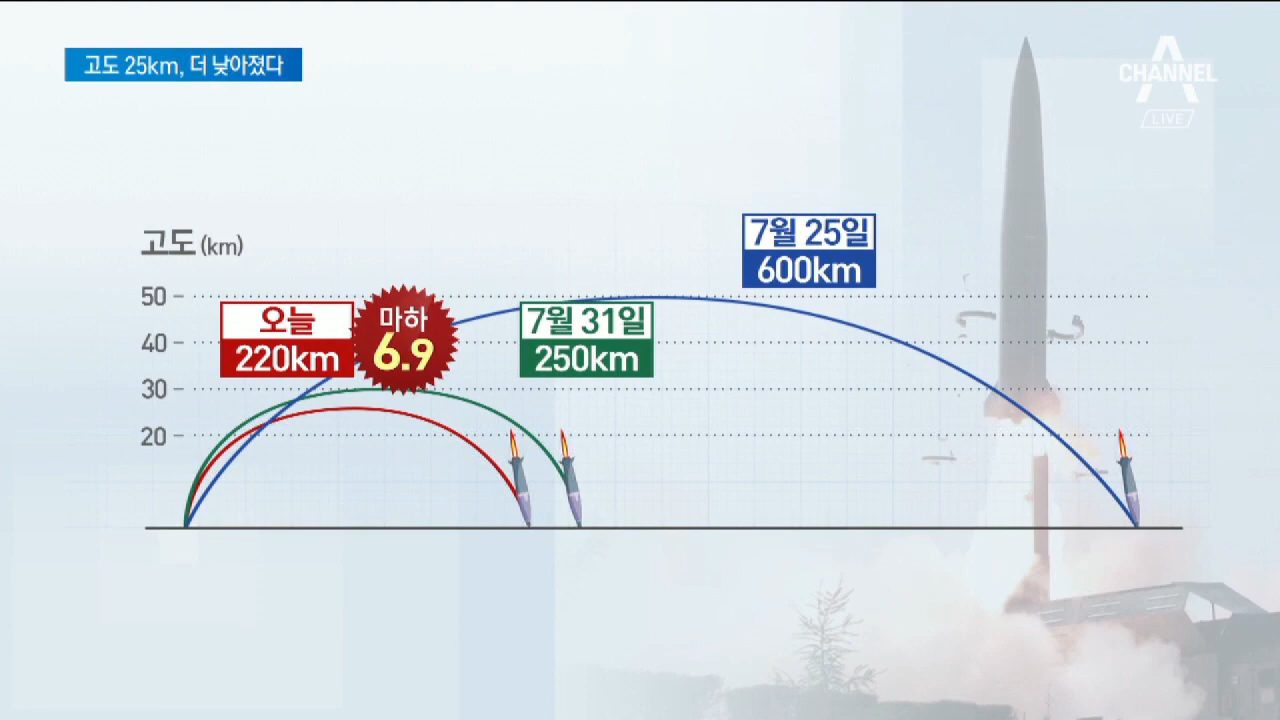 고도 25km, 더 낮아졌다
CHANNEL A
LIVE
고도 (km)
50
40
30
20
오늘
220km
마하
6.9
7월 31일
250km
7월 25일
600km